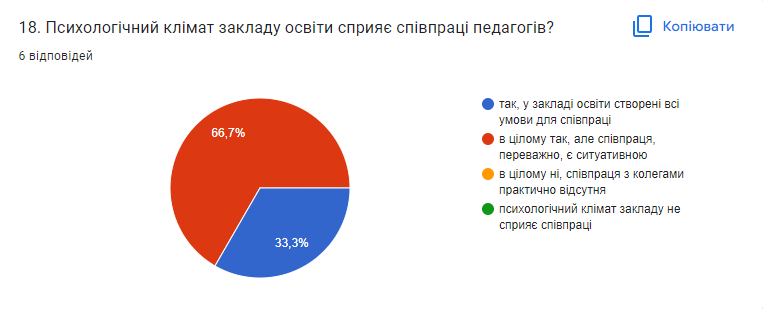 18. Психологічний клімат закладу освіти сприяє співпраці педагогів?
Копіювати
6 відповідей
66,7%
33,3%
так, у закладі освіти створені всі
умови для співпраці
в цілому так, але співпраця,
переважно, є ситуативною
в цілому ні, співпраця з колегами
практично відсутня
психологічний клімат закладу не
сприяє співпраці